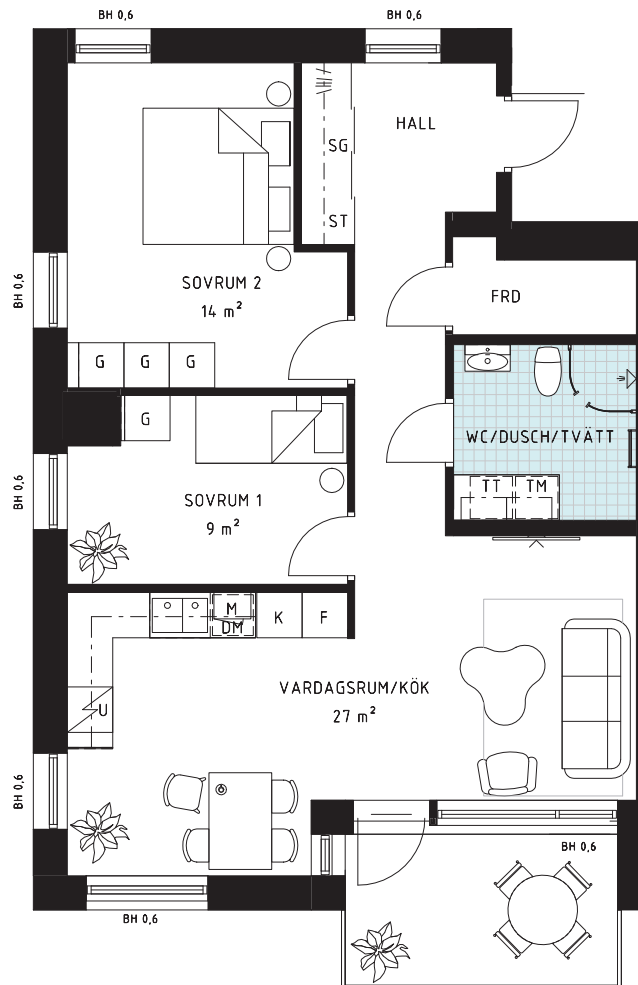 BH 0,6
BH 0,6
HALL
SG
ST
BH 0,6
SOVRUM 2
14 m²
FRD
G
G
G
G
WC/DUSCH/TVÄTT
BH 0,6
SOVRUM 1
9 m²
TT
TM
M
DM
K
F
U
VARDAGSRUM/KÖK
27 m²
BH 0,6
BH 0,6
BH 0,6